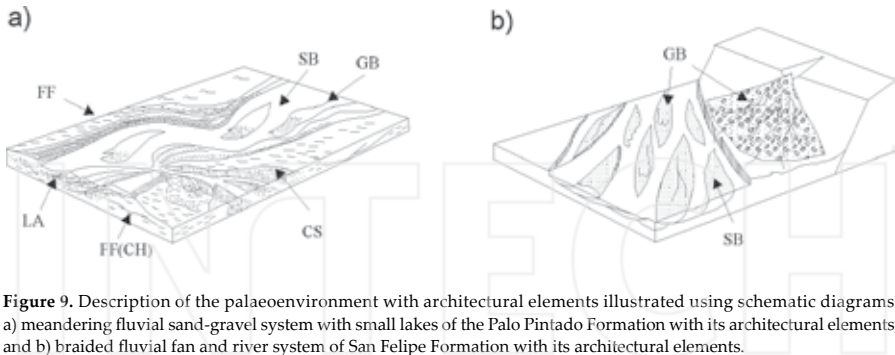 a)
b)
SB
GB
GB
FF
LA
FF(CH)
CS
SB
INTECH
Figure 9. Description of the palaeoenvironment with architectural elements illustrated using schematic diagrams
a) meandering fluvial sand-gravel system with small lakes of the Palo Pintado Formation with its architectural elements
and b) braided fluvial fan and river system of San Felipe Formation with its architectural elements.